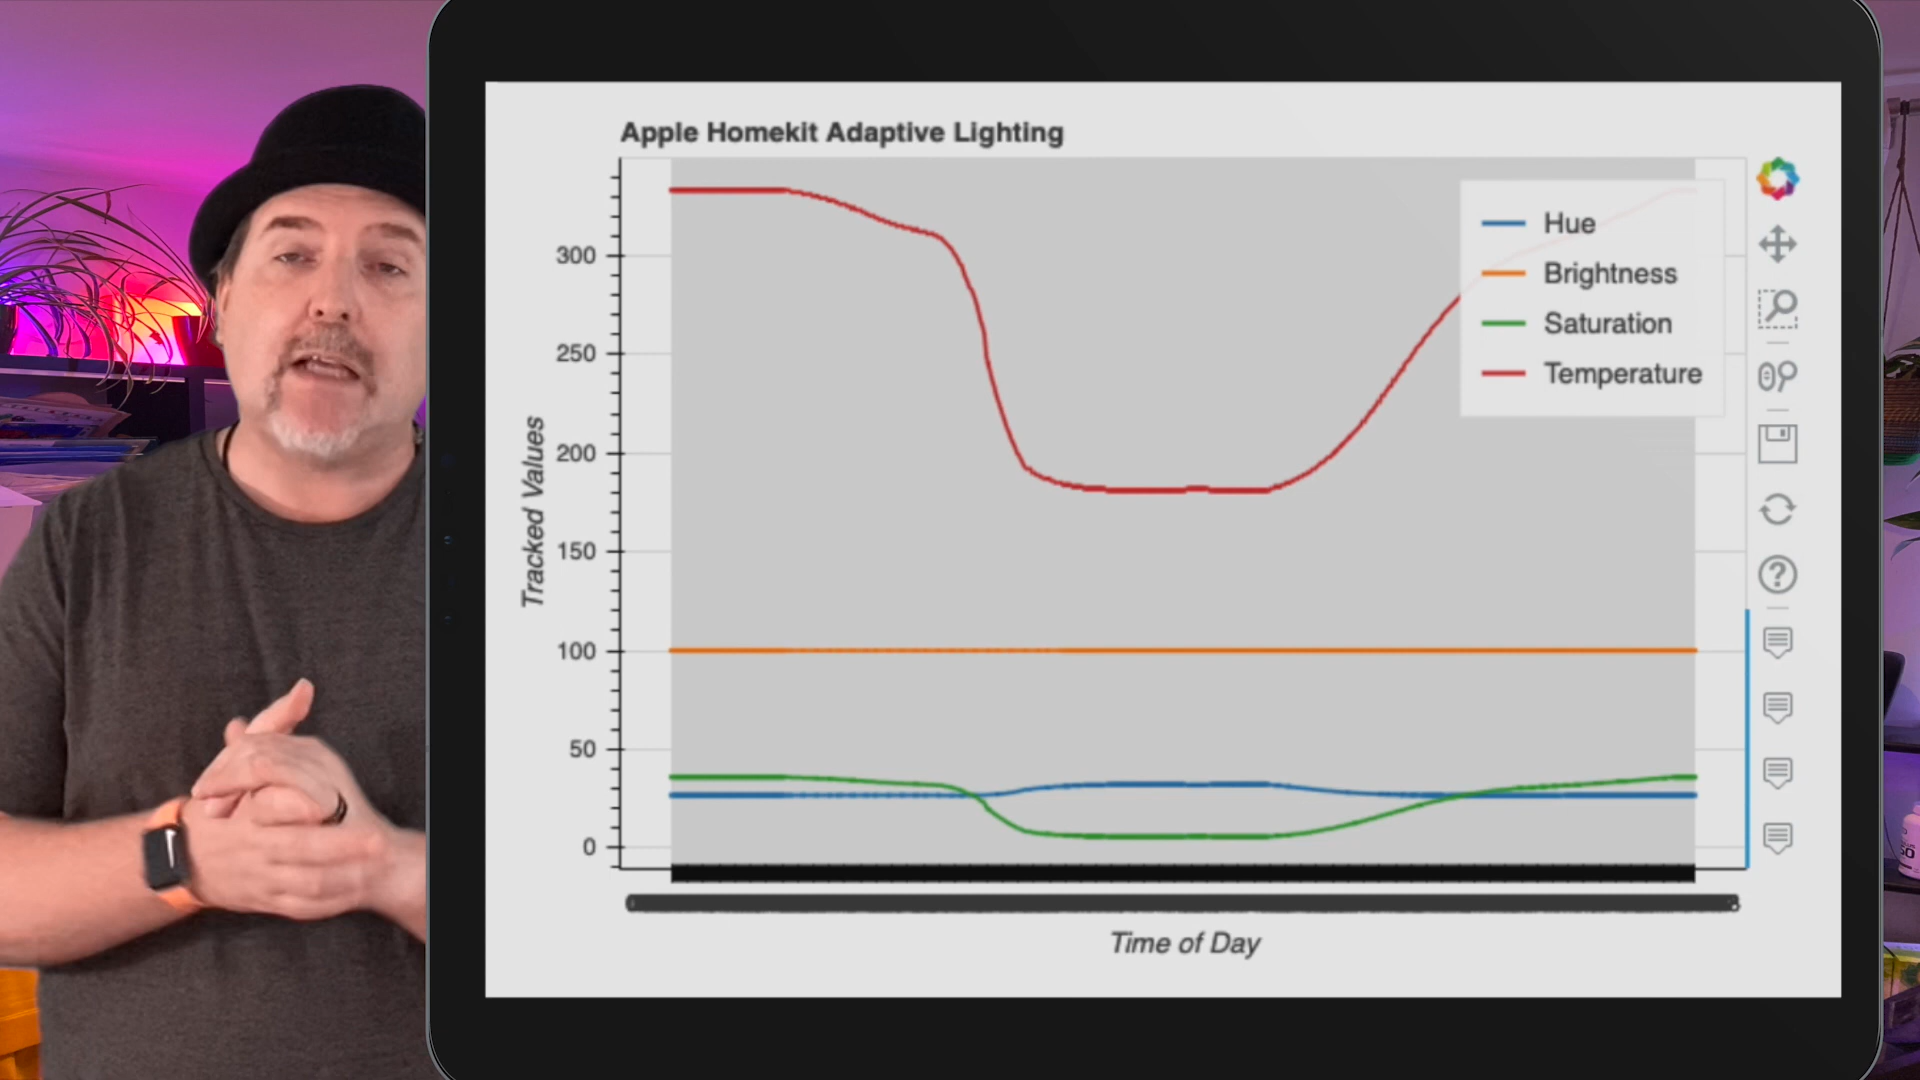 Apple Homekit Adaptive Lighting
Hue
Brightness
Saturation
Temperature
300
250
200
150
100
50
0
Tracked Values
Time of Day